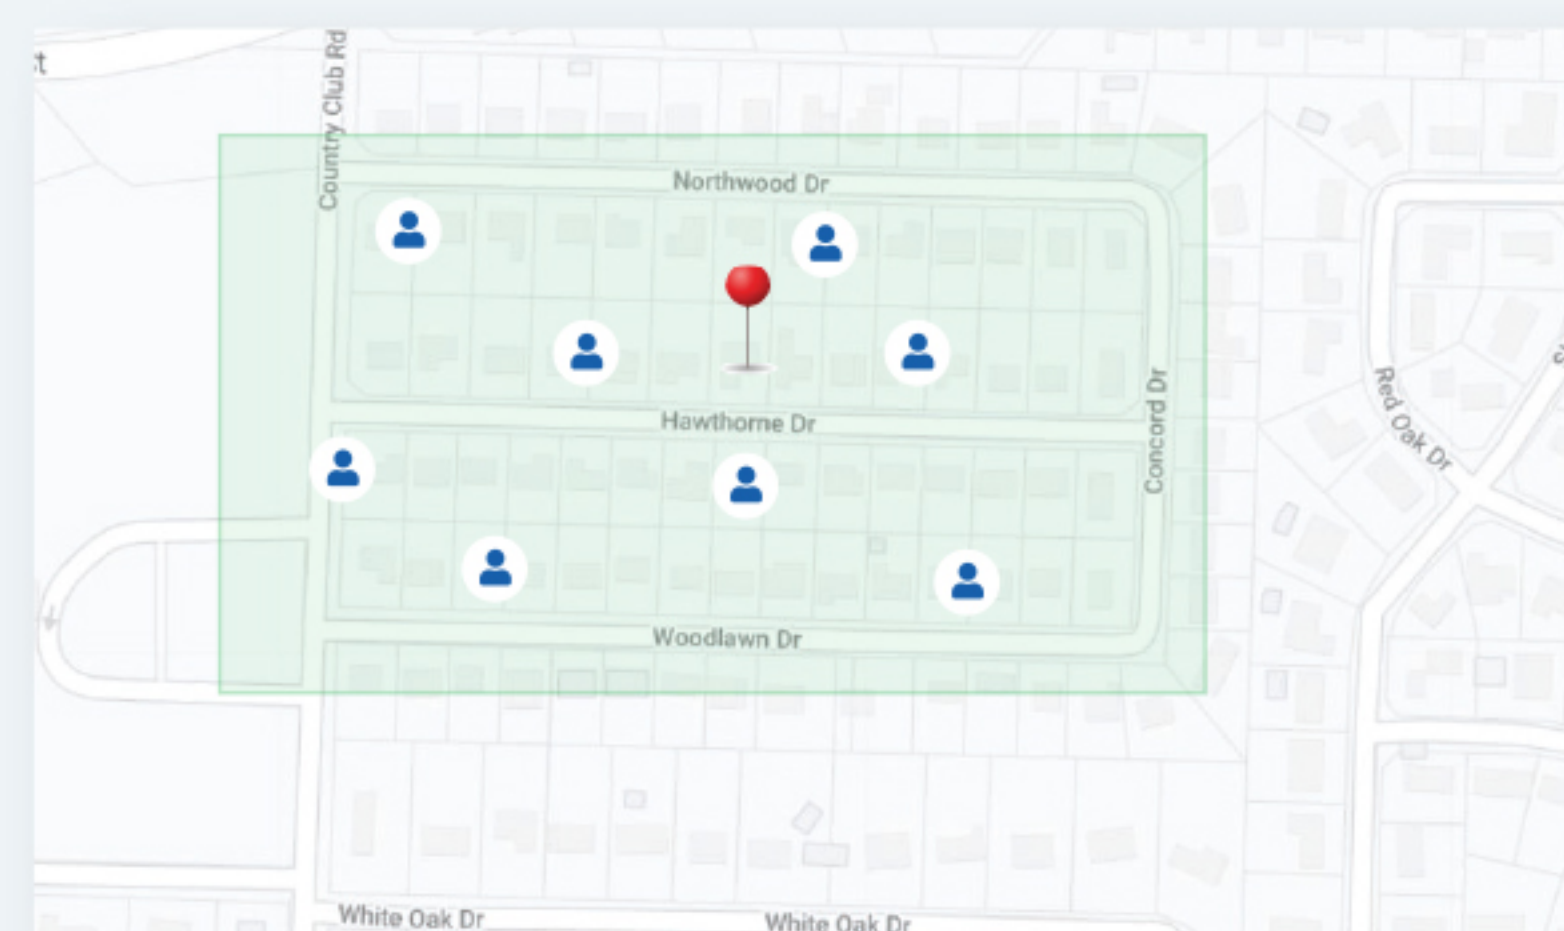 st
Country Club Rd
Northwood Dr
Hawthorne Dr
Concord Dr
Red Oak Dr
Woodlawn Dr
White Oak Dr
White Oak Dr